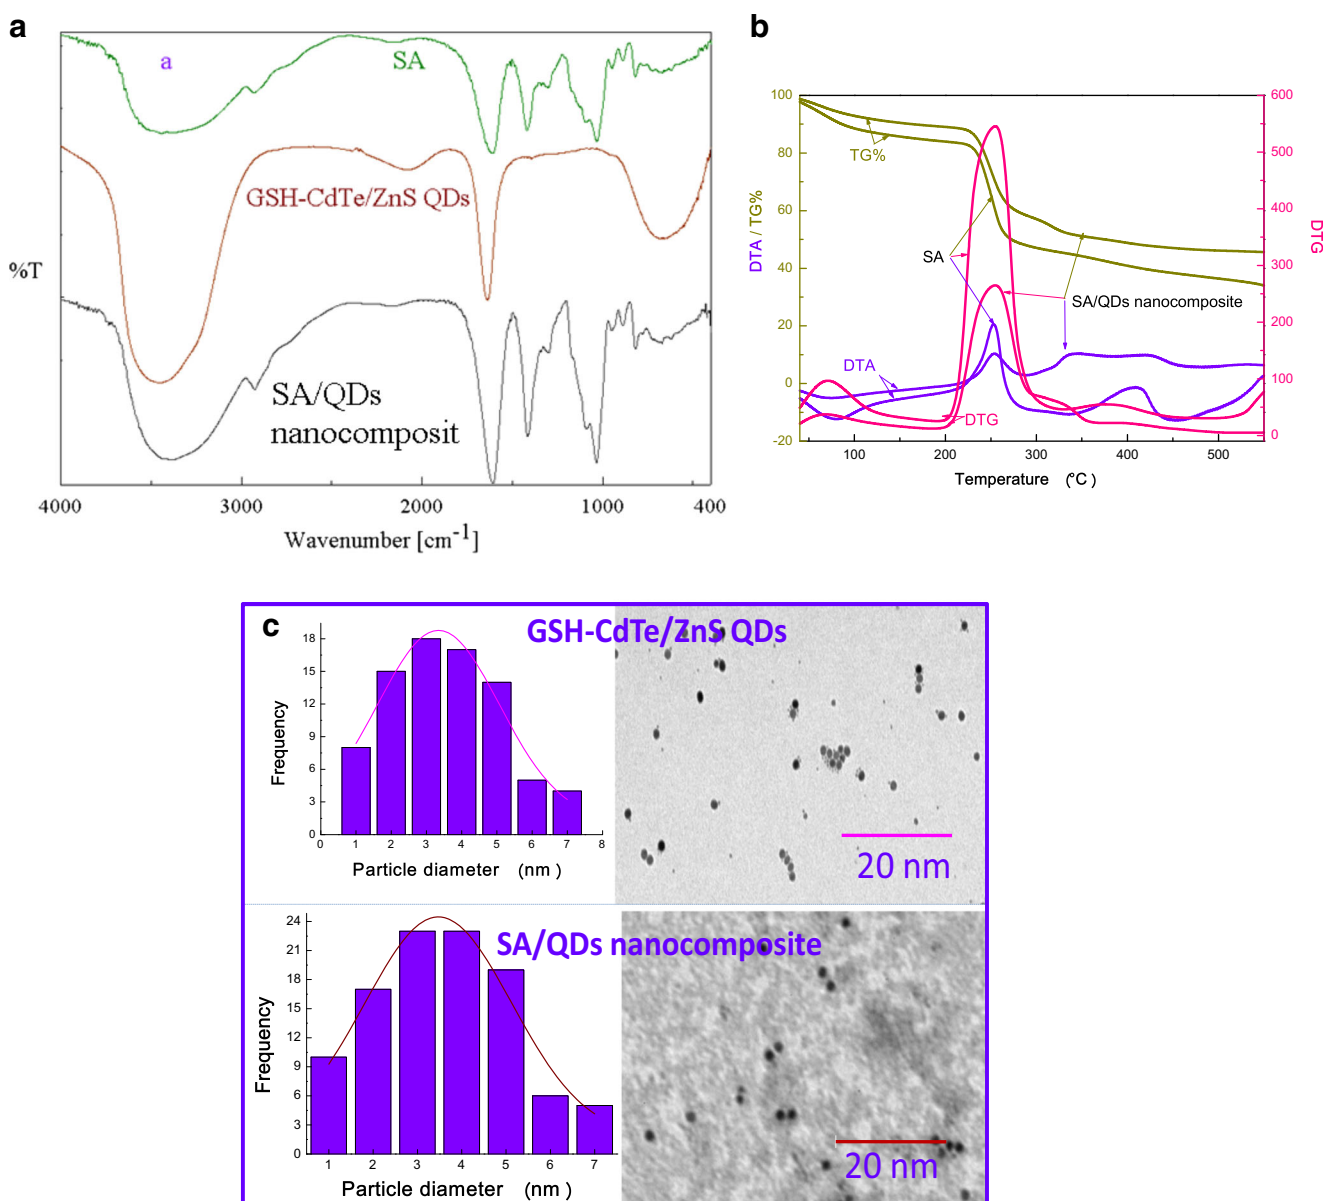 a
a
SA
GSH-CdTe/ZnS QDs
%T
SA/QDs
nanocomposit
4000 3000 2000 1000 400
Wavenumber [cm-1]
b
100
80
60
40
20
0
-20
DTA / TG%
600
500
400
300
200
100
0
DTG
TG%
SA
SA/QDs nanocomposite
DTA
DTG
100 200 300 400 500
Temperature (°C)
c
GSH-CdTe/ZnS QDs
18
15
12
9
6
3
0
Frequency
0 1 2 3 4 5 6 7 8
Particle diameter (nm)
20 nm
SA/QDs nanocomposite
24
21
18
15
12
9
6
3
0
Frequency
1 2 3 4 5 6 7
Particle diameter (nm)
20 nm